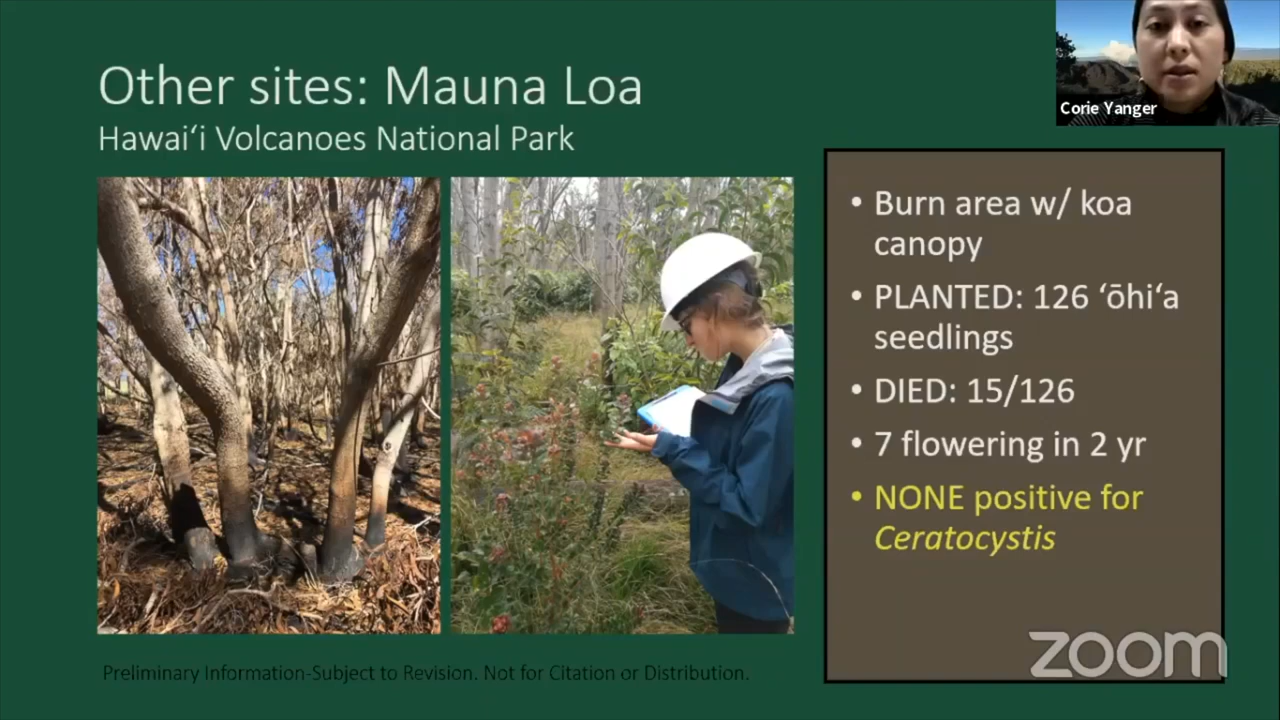 Other sites: Mauna Loa
Hawaiʻi Volcanoes National Park
Corie Yanger
• Burn area w/ koa
canopy
• PLANTED: 126 ʻōhiʻa
seedlings
• DIED: 15/126
• 7 flowering in 2 yr
• NONE positive for
Ceratocystis
Preliminary Information-Subject to Revision. Not for Citation or Distribution.
zoom